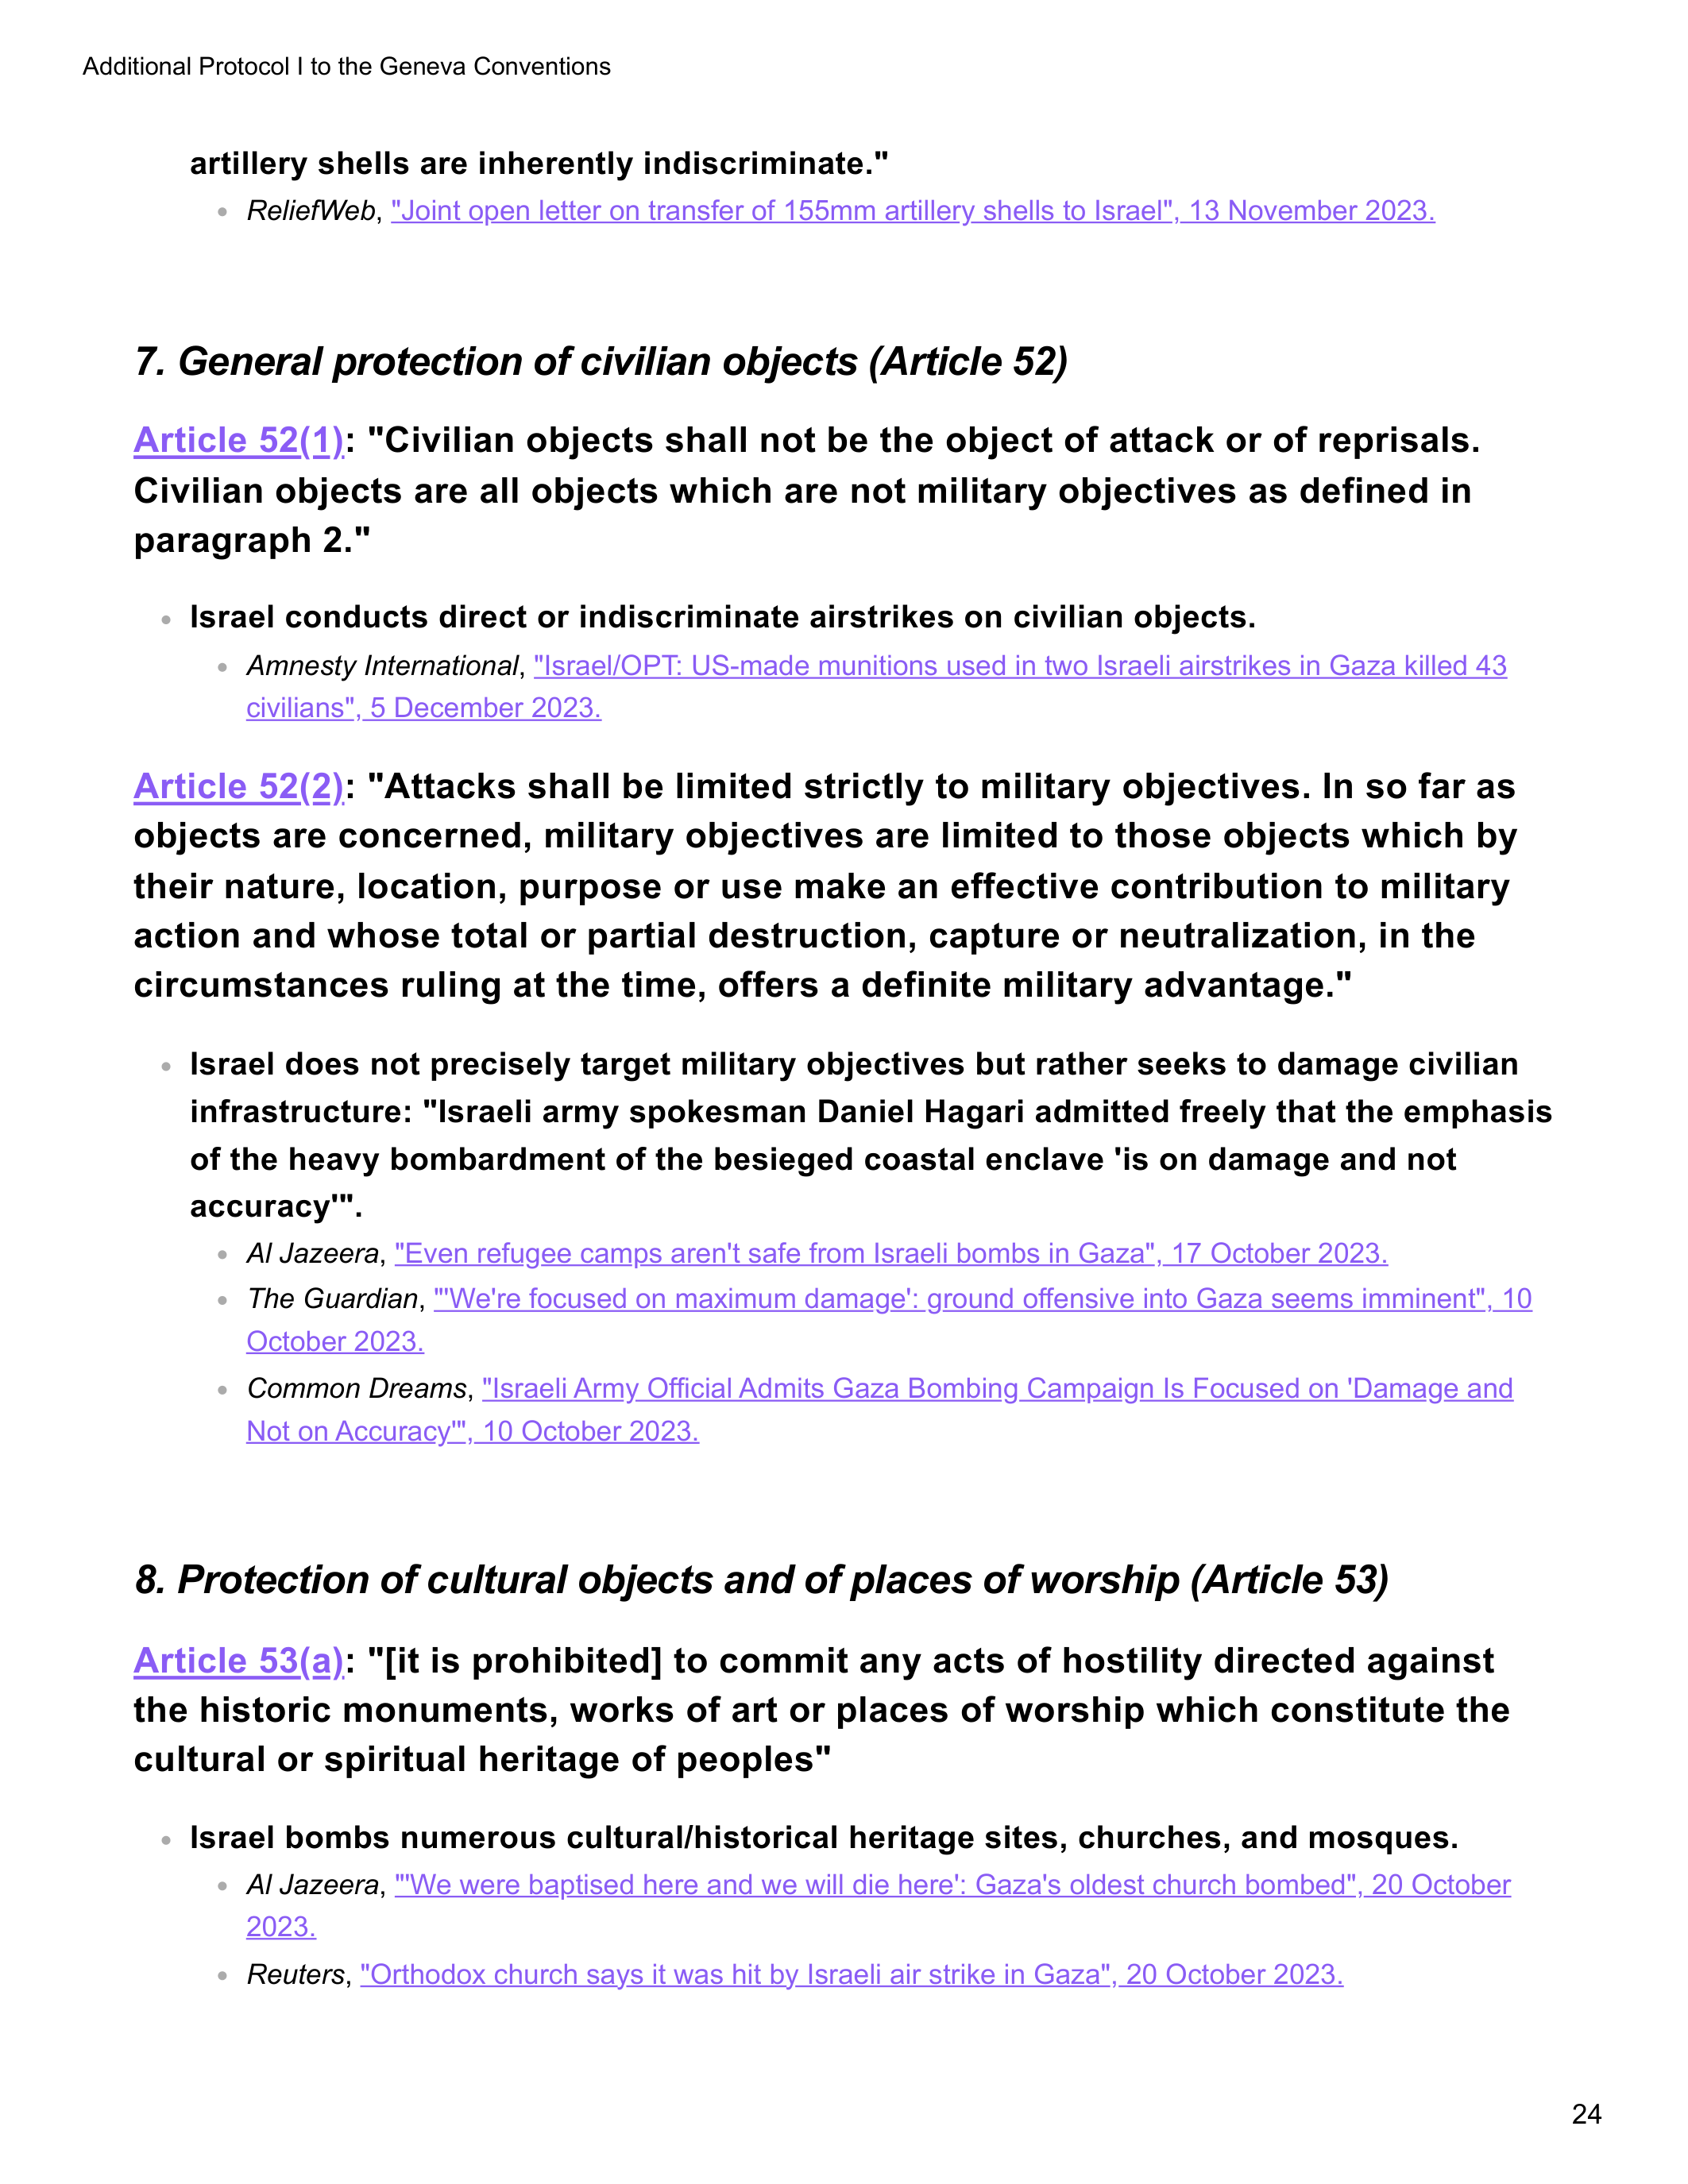 Additional Protocol I to the Geneva Conventions
artillery shells are inherently indiscriminate."
• ReliefWeb, "Joint open letter on transfer of 155mm artillery shells to Israel", 13 November 2023.
7. General protection of civilian objects (Article 52)
Article 52(1): "Civilian objects shall not be the object of attack or of reprisals.
Civilian objects are all objects which are not military objectives as defined in
paragraph 2."
• Israel conducts direct or indiscriminate airstrikes on civilian objects.
• Amnesty International, "Israel/OPT: US-made munitions used in two Israeli airstrikes in Gaza killed 43
civilians", 5 December 2023.
Article 52(2): "Attacks shall be limited strictly to military objectives. In so far as
objects are concerned, military objectives are limited to those objects which by
their nature, location, purpose or use make an effective contribution to military
action and whose total or partial destruction, capture or neutralization, in the
circumstances ruling at the time, offers a definite military advantage."
• Israel does not precisely target military objectives but rather seeks to damage civilian
infrastructure: "Israeli army spokesman Daniel Hagari admitted freely that the emphasis
of the heavy bombardment of the besieged coastal enclave 'is on damage and not
accuracy'".
• Al Jazeera, "Even refugee camps aren't safe from Israeli bombs in Gaza", 17 October 2023.
• The Guardian, "'We're focused on maximum damage': ground offensive into Gaza seems imminent", 10
October 2023.
• Common Dreams, "Israeli Army Official Admits Gaza Bombing Campaign Is Focused on 'Damage and
Not on Accuracy'", 10 October 2023.
8. Protection of cultural objects and of places of worship (Article 53)
Article 53(a): "[it is prohibited] to commit any acts of hostility directed against
the historic monuments, works of art or places of worship which constitute the
cultural or spiritual heritage of peoples"
• Israel bombs numerous cultural/historical heritage sites, churches, and mosques.
• Al Jazeera, "'We were baptised here and we will die here': Gaza's oldest church bombed", 20 October
2023.
• Reuters, "Orthodox church says it was hit by Israeli air strike in Gaza", 20 October 2023.
24